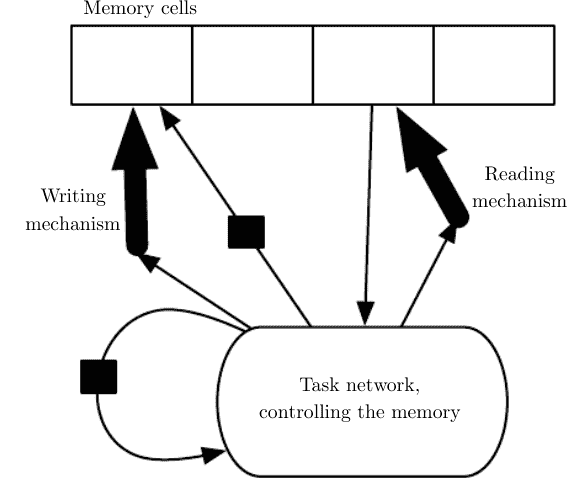 Memory cells
Writing
mechanism
Reading
mechanism
Task network,
controlling the memory